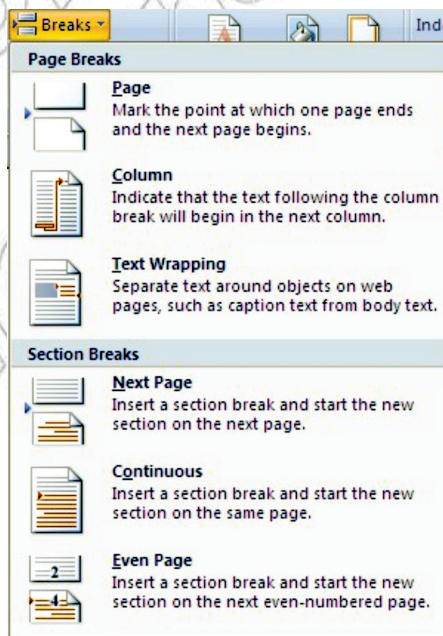 Breaks
Inde
Page Breaks
Page
Mark the point at which one page ends
and the next page begins.
Column
Indicate that the text following the column
break will begin in the next column.
Text Wrapping
Separate text around objects on web
pages, such as caption text from body text.
Section Breaks
Next Page
Insert a section break and start the new
section on the next page.
Continuous
Insert a section break and start the new
section on the same page.
Even Page
2
Insert a section break and start the new
4
section on the next even-numbered page.